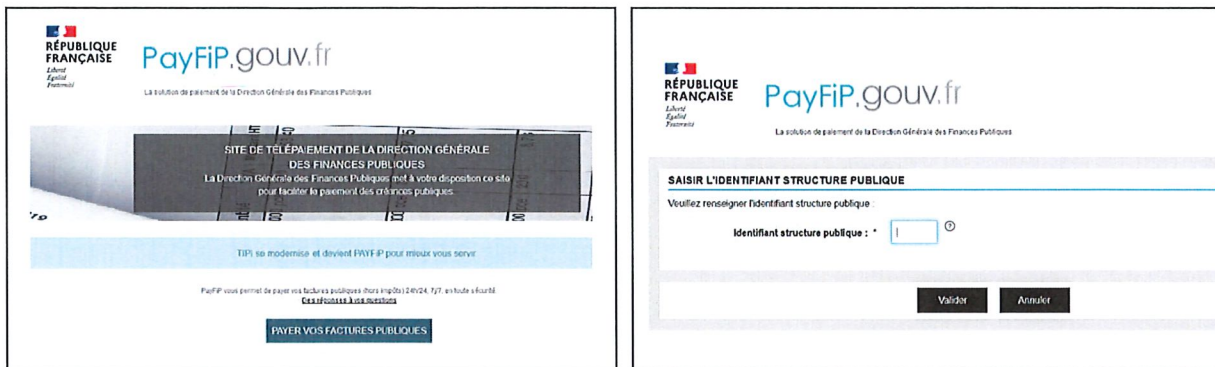 RÉPUBLIQUE
FRANÇAISE
Liberté
Égalité
Fraternité
PayFiP.gouv.fr
La solution de paiement de la Direction Générale des Finances Publiques
SITE DE TÉLÉPAIEMENT DE LA DIRECTION GÉNÉRALE
DES FINANCES PUBLIQUES
La Direction Générale des Finances Publiques met à votre disposition ce site
pour faciliter le paiement des créances publiques.
TIPI se modernise et devient PAYFiP pour mieux vous servir
PayFiP vous permet de payer vos factures publiques (hors impôts) 24h/24, 7j/7, en toute sécurité.
Des réponses à vos questions
PAYER VOS FACTURES PUBLIQUES
RÉPUBLIQUE
FRANÇAISE
Liberté
Égalité
Fraternité
PayFiP.gouv.fr
La solution de paiement de la Direction Générale des Finances Publiques
SAISIR L'IDENTIFIANT STRUCTURE PUBLIQUE
Veuillez renseigner l'identifiant structure publique :
Identifiant structure publique : *
Valider Annuler